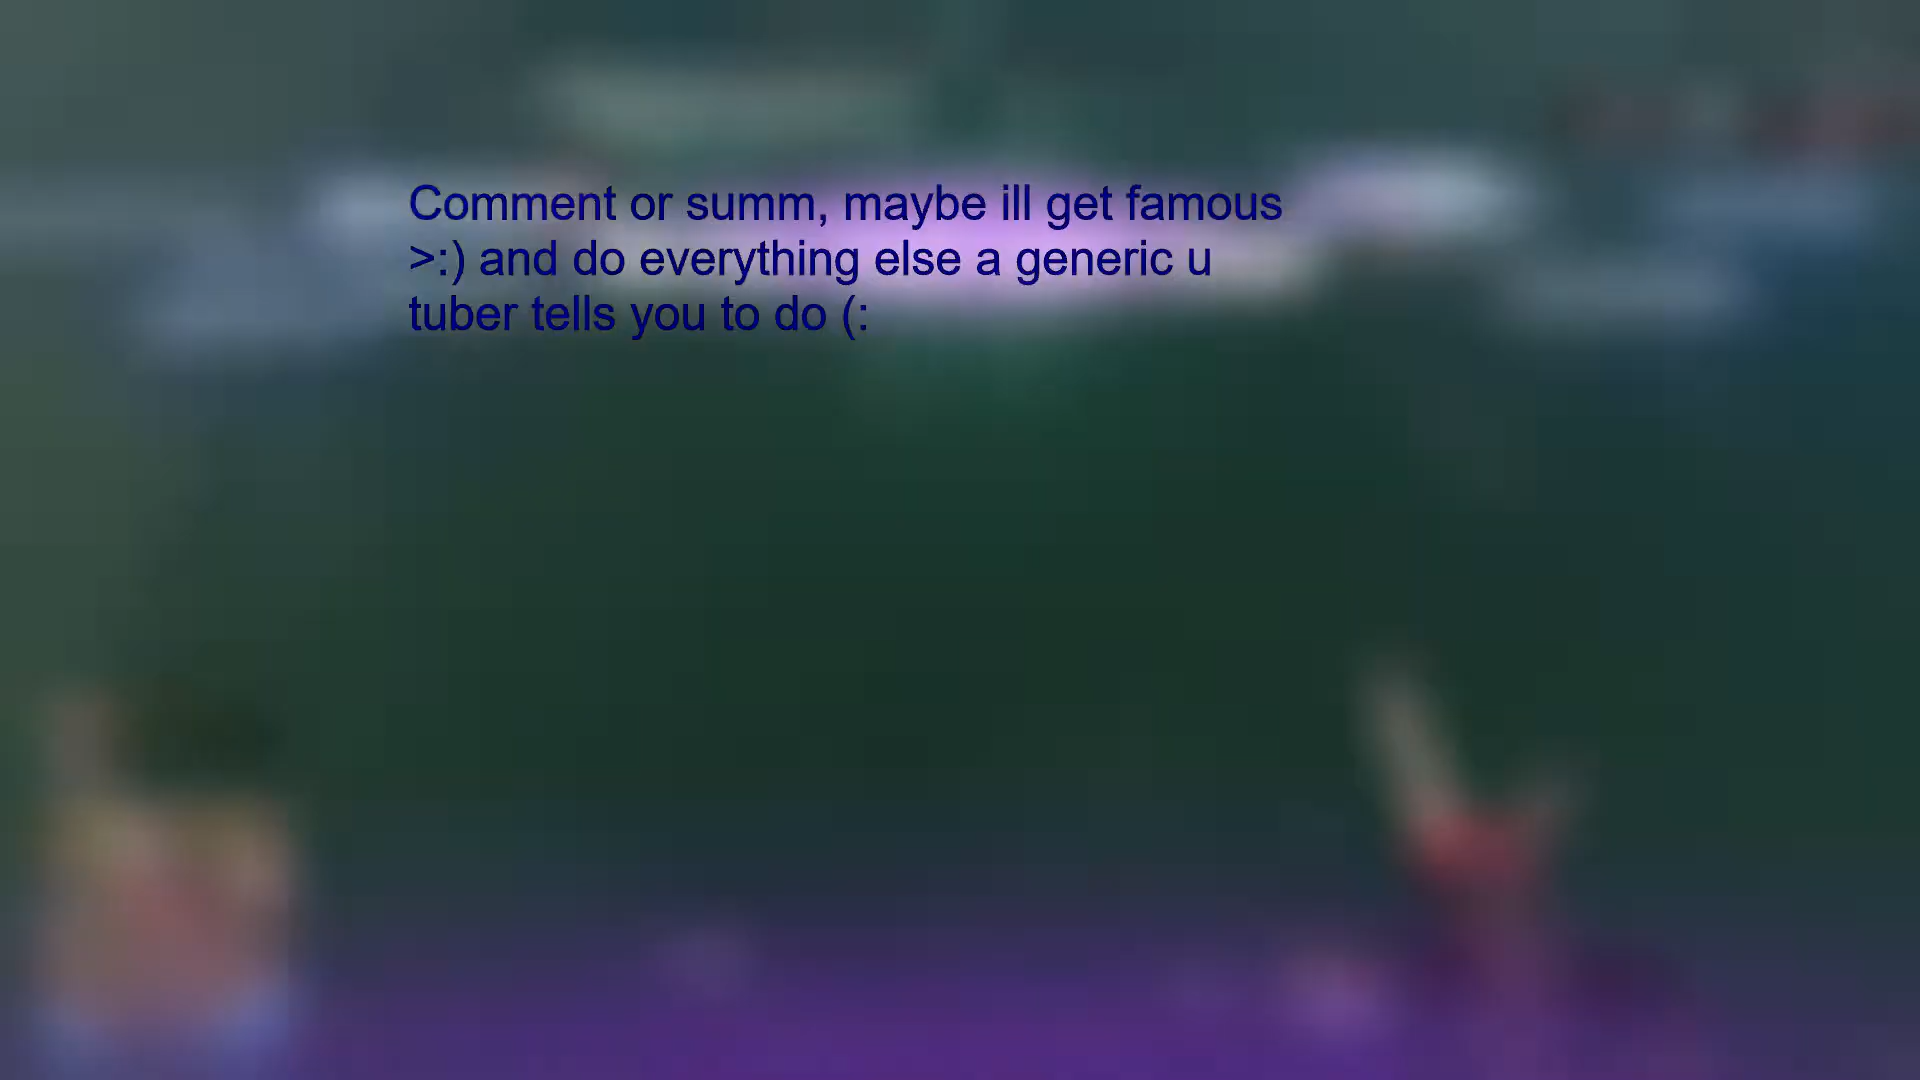 Comment or summ, maybe ill get famous
>:) and do everything else a generic u
tuber tells you to do (: